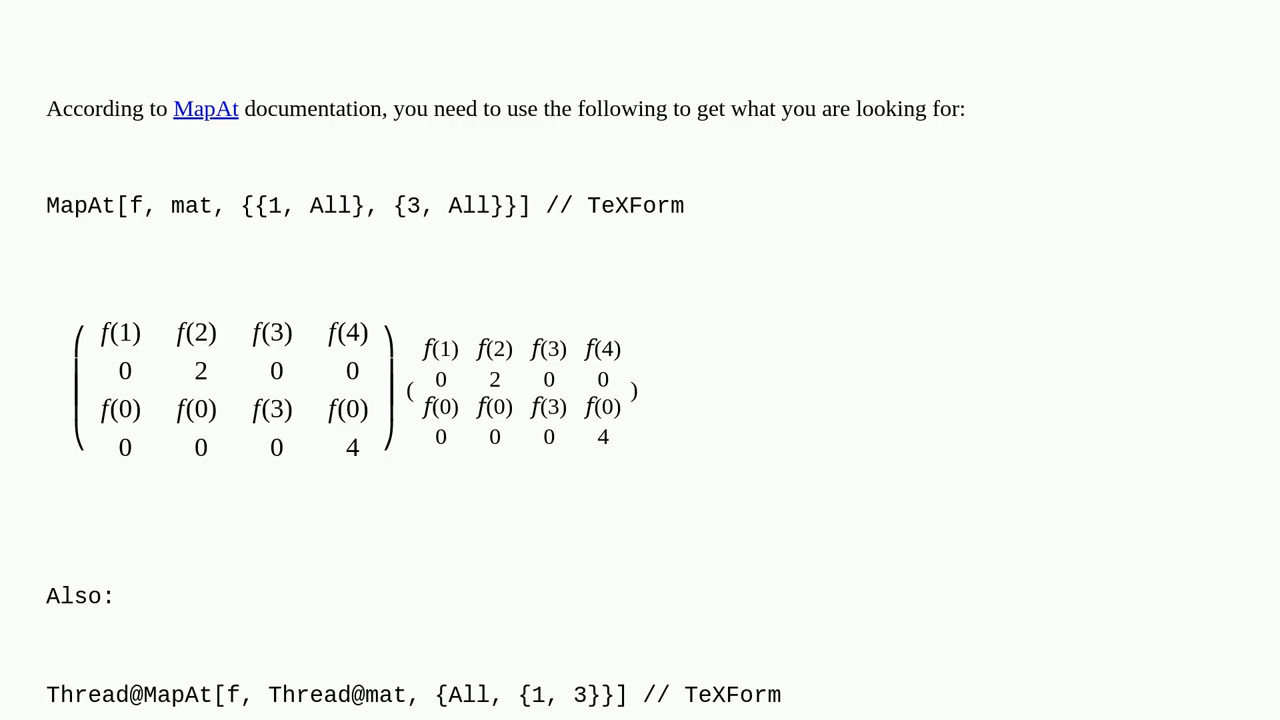 According to MapAt documentation, you need to use the following to get what you are looking for:
MapAt[f, mat, {{1, All}, {3, All}}] // TeXForm
( f(1) f(2) f(3) f(4) ) ( f(1) f(2) f(3) f(4) )
0 2 0 0 0 2 0 0
f(0) f(0) f(3) f(0) f(0) f(0) f(3) f(0)
0 0 0 4 0 0 0 4
Also:
Thread@MapAt[f, Thread@mat, {All, {1, 3}}] // TeXForm